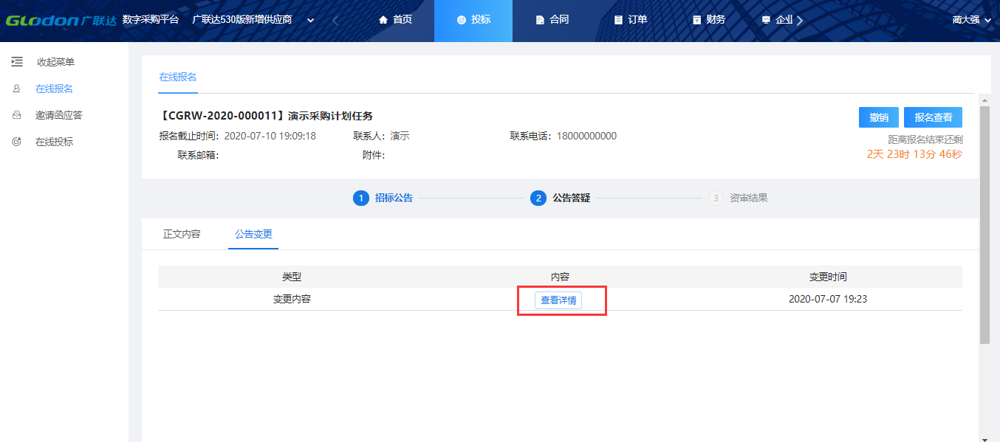 GLODON广联达 数字采购平台 广联达530版新增供应商 首页 投标 合同 订单 财务 企业 蔺大强
收起菜单
在线报名
邀请函应答
在线投标
在线报名
【CGRW-2020-000011】演示采购计划任务
撤销 报名查看
报名截止时间: 2020-07-10 19:09:18 联系人: 演示 联系电话: 18000000000
距离报名结束还剩
联系邮箱: 附件:
2天 23时 13分 46秒
1 招标公告 2 公告答疑 3 资审结果
正文内容 公告变更
类型 内容 变更时间
变更内容 查看详情 2020-07-07 19:23